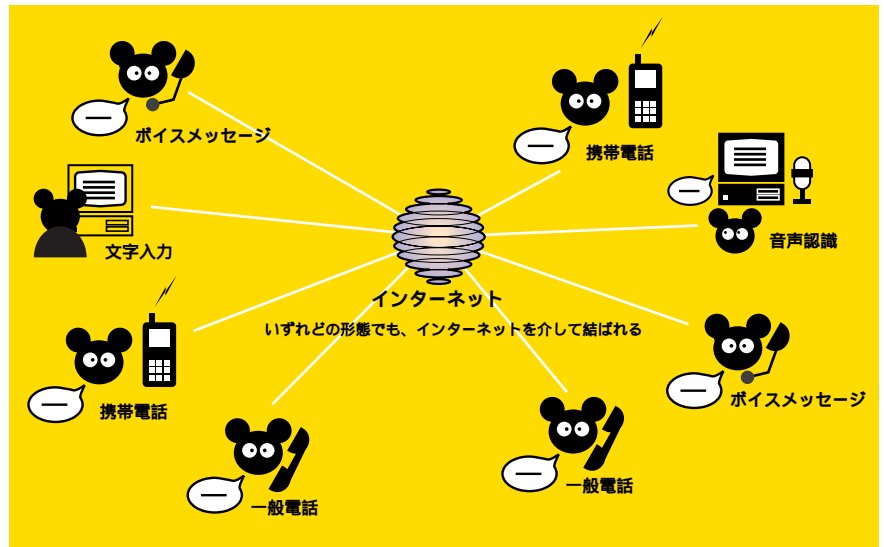 ボイスメッセージ
携帯電話
文字入力
音声認識
インターネット
いずれどの形態でも、インターネットを介して結ばれる
携帯電話
ボイスメッセージ
一般電話
一般電話